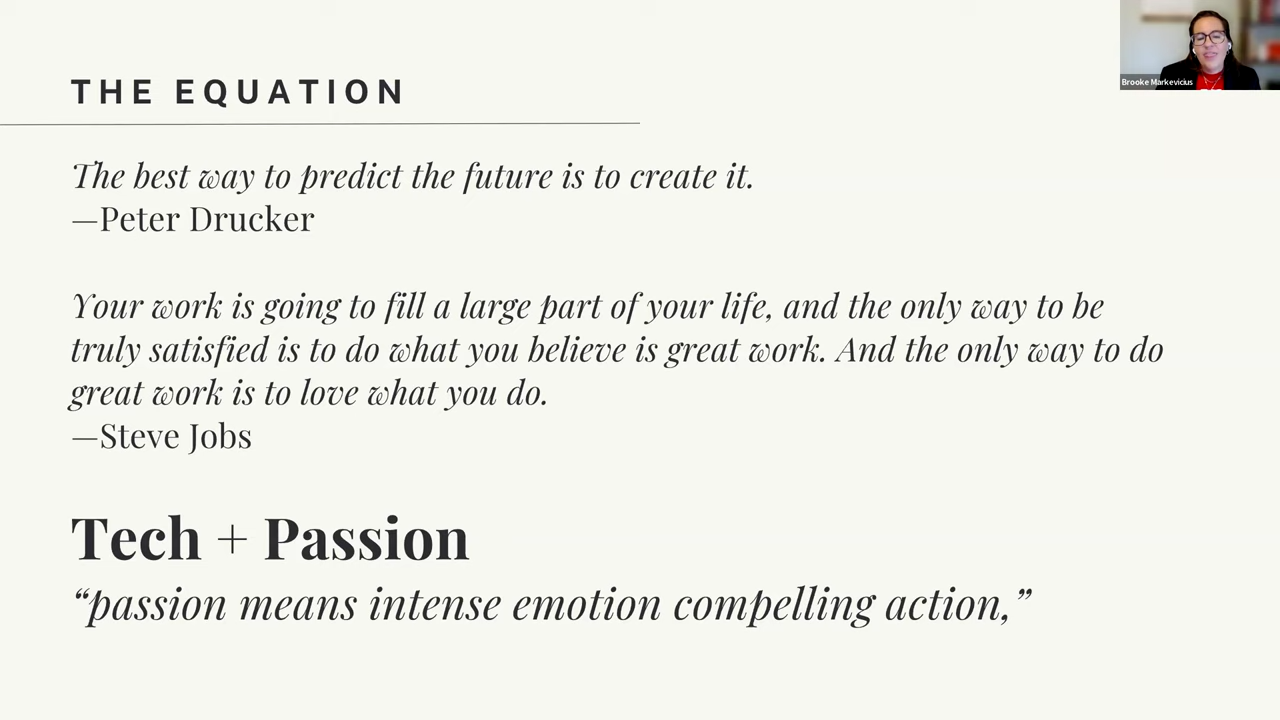 THE EQUATION
Brooke Markevicius
The best way to predict the future is to create it.
—Peter Drucker
Your work is going to fill a large part of your life, and the only way to be
truly satisfied is to do what you believe is great work. And the only way to do
great work is to love what you do.
—Steve Jobs
Tech + Passion
“passion means intense emotion compelling action,”